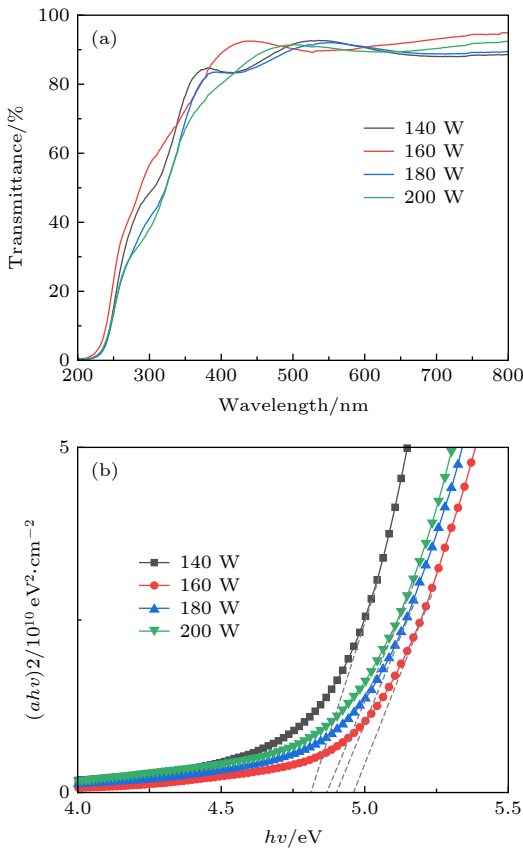 100
(a)
80
60
40
20
0
Transmittance/%
140 W
160 W
180 W
200 W
200 300 400 500 600 700 800
Wavelength/nm
5
(b)
0
(ahv)2/10¹⁰ eV²·cm⁻²
140 W
160 W
180 W
200 W
4.0 4.5 5.0 5.5
hv/eV